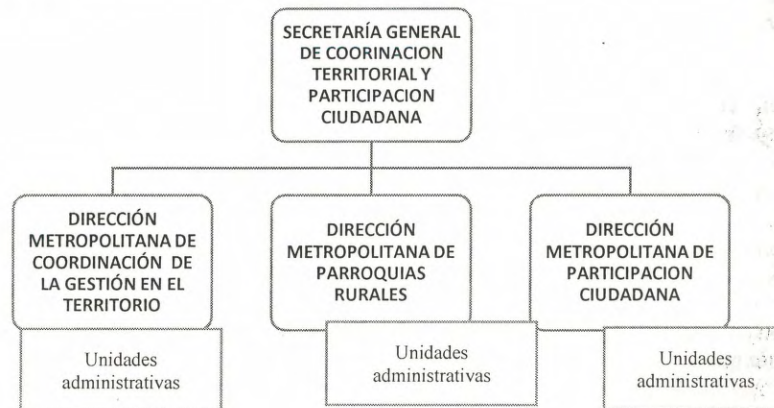 SECRETARÍA GENERAL
DE COORINACION
TERRITORIAL Y
PARTICIPACION
CIUDADANA
DIRECCIÓN
METROPOLITANA DE
COORDINACIÓN DE
LA GESTIÓN EN EL
TERRITORIO
DIRECCIÓN
METROPOLITANA DE
PARROQUIAS
RURALES
DIRECCIÓN
METROPOLITANA DE
PARTICIPACION
CIUDADANA
Unidades
administrativas
Unidades
administrativas
Unidades
administrativas